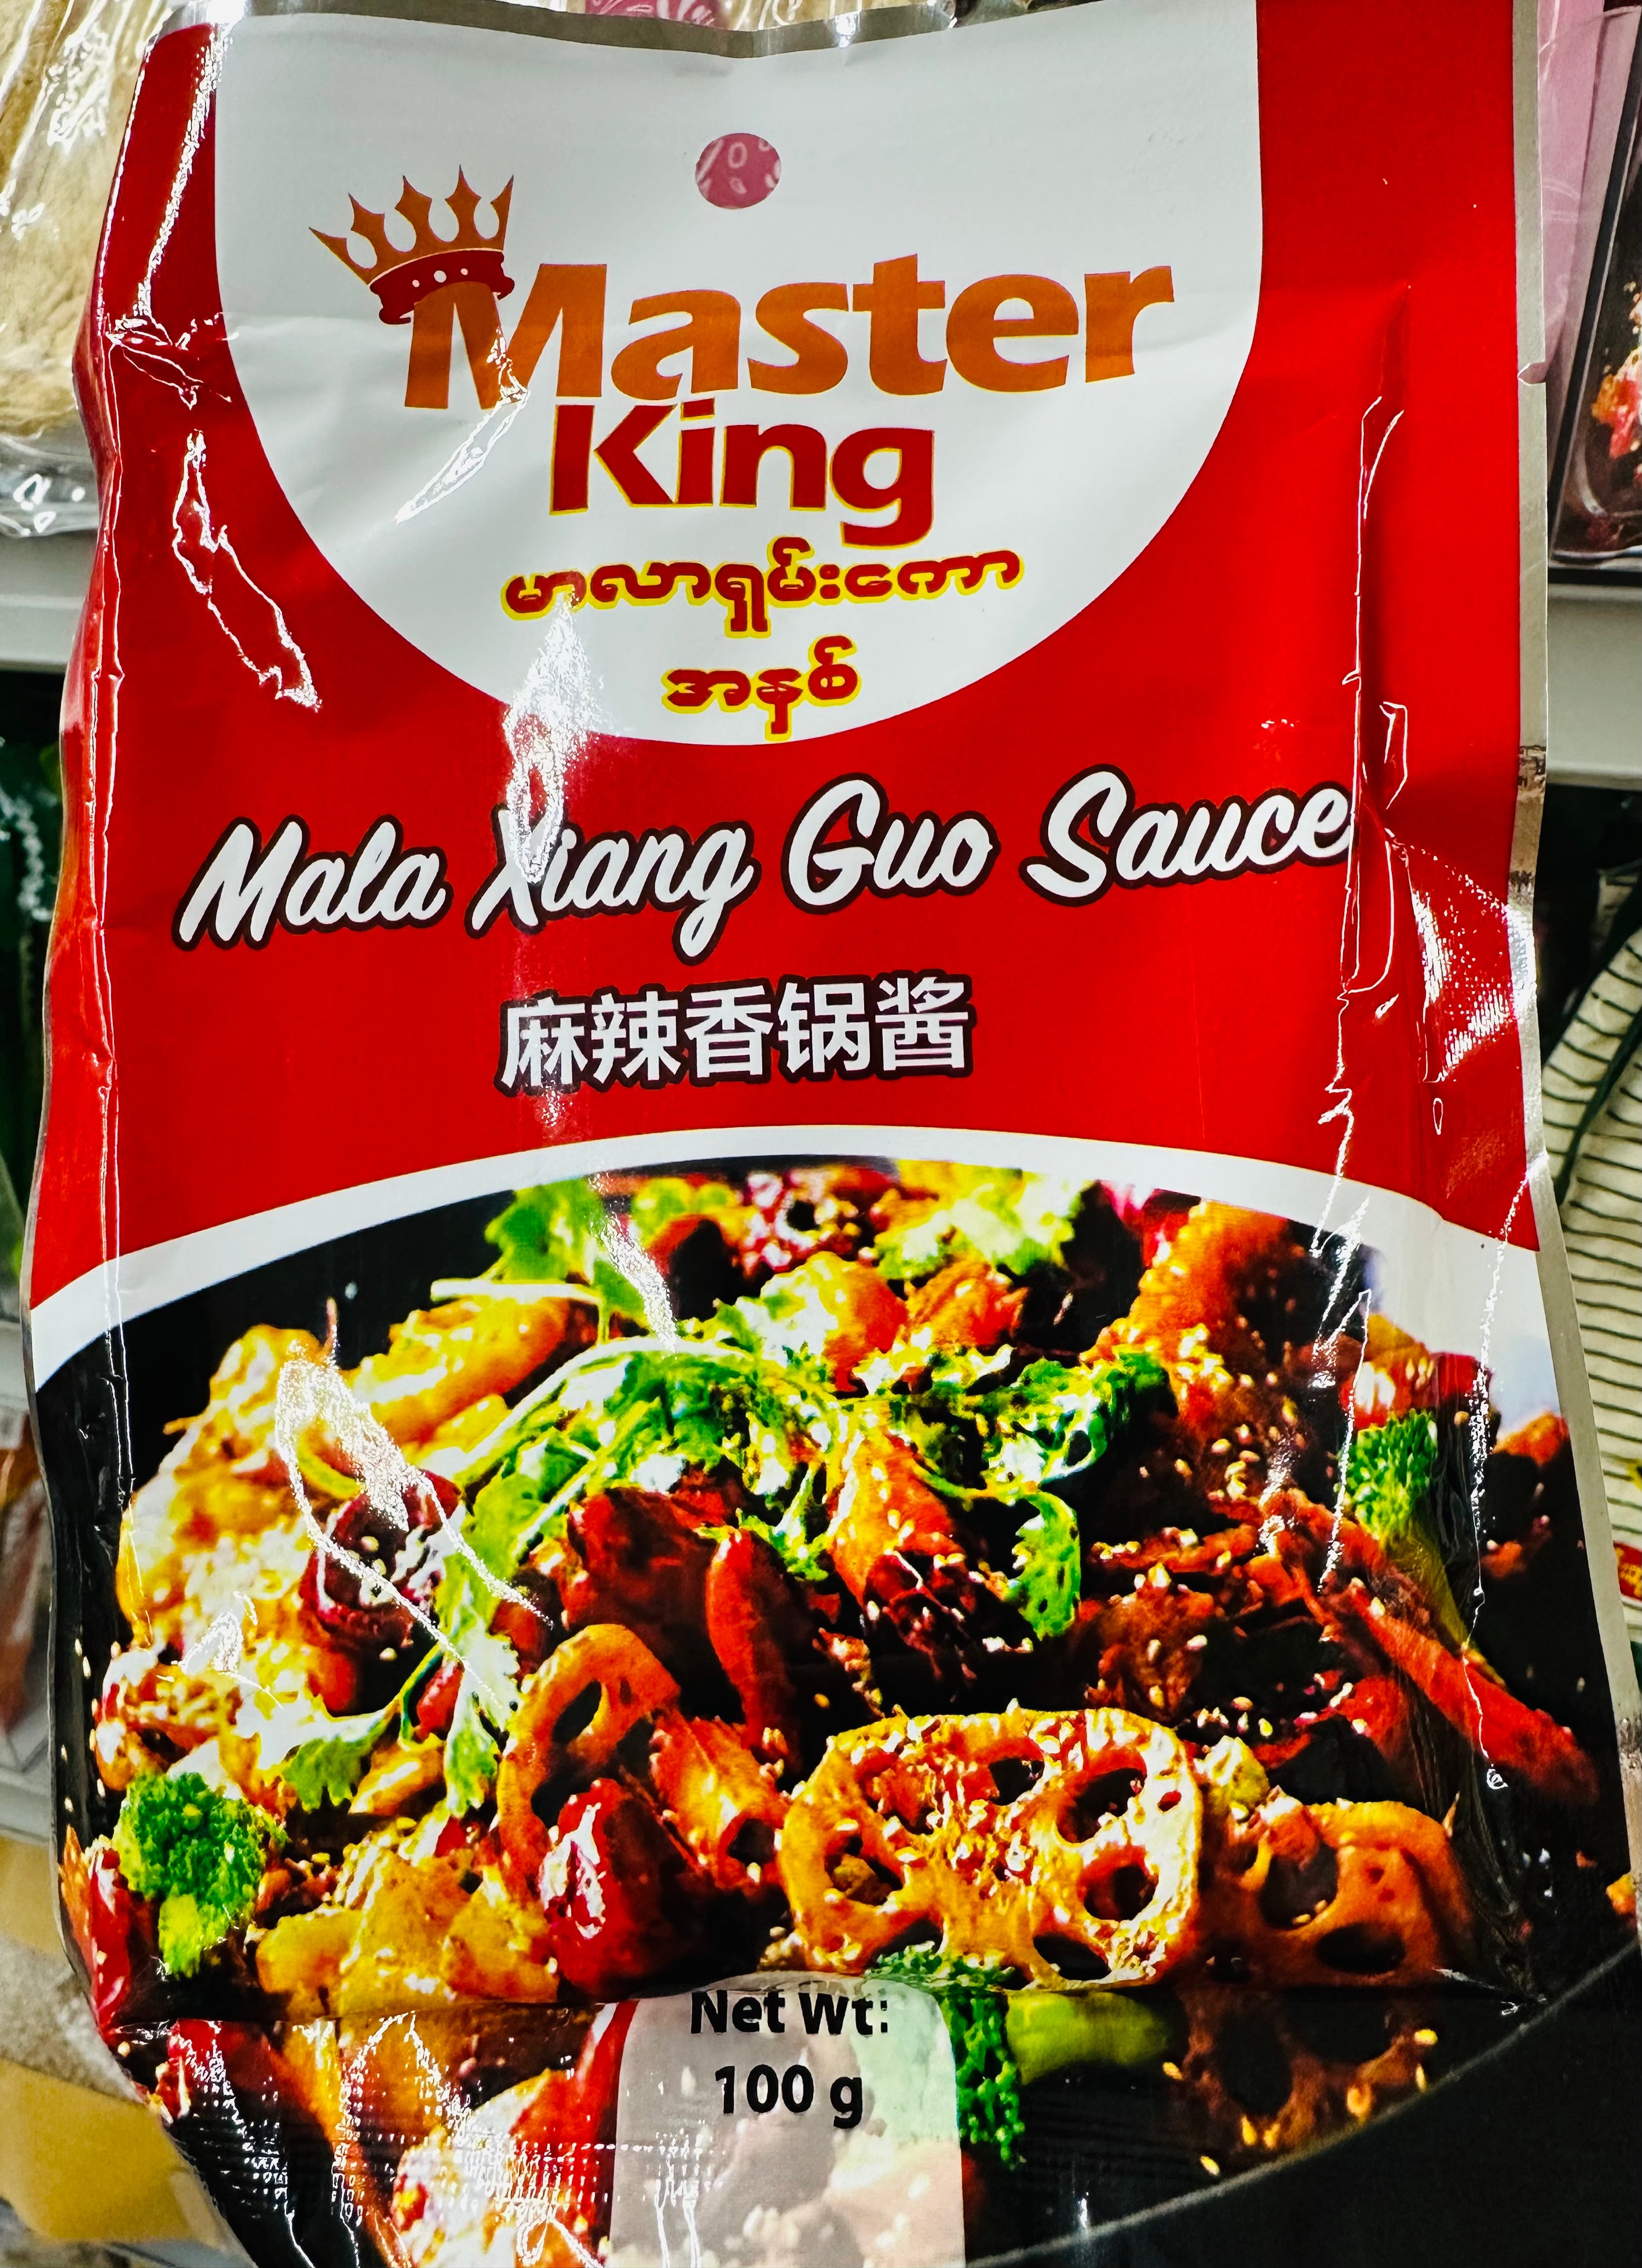 Master
King
မာလာရှမ်းကော
အနှစ်
Mala Xiang Guo Sauce
麻辣香锅酱
Net Wt:
100 g